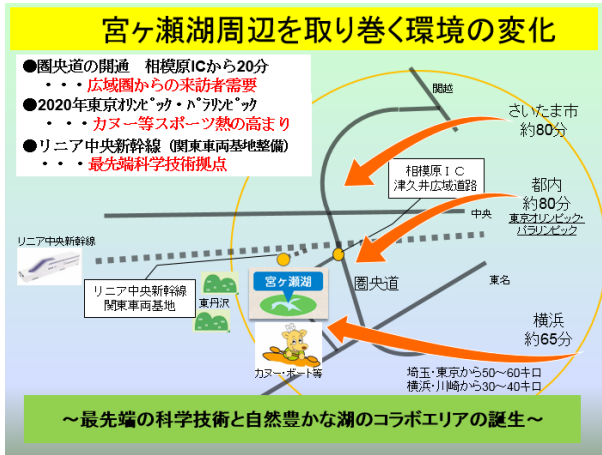 宮ヶ瀬湖周辺を取り巻く環境の変化
●圏央道の開通　相模原ICから20分
・・・広域圏からの来訪者需要
●2020年東京ｵﾘﾝﾋﾟｯｸ・ﾊﾟﾗﾘﾝﾋﾟｯｸ
・・・カヌー等スポーツ熱の高まり
●リニア中央新幹線（関東車両基地整備）
・・・最先端科学技術拠点
関越
さいたま市
約80分
相模原ＩＣ
津久井広域道路
都内
約80分
東京オリンピック・
パラリンピック
中央
リニア中央新幹線
リニア中央新幹線
関東車両基地
東丹沢
宮ヶ瀬湖
圏央道
東名
横浜
約65分
カヌー・ボート等
埼玉・東京から50～60キロ
横浜・川崎から30～40キロ
～最先端の科学技術と自然豊かな湖のコラボエリアの誕生～